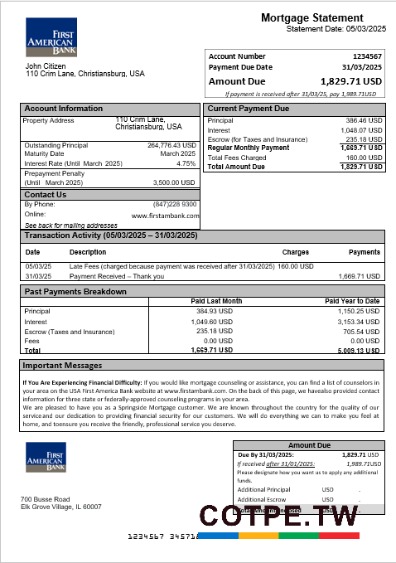 Mortgage Statement
Statement Date: 05/03/2025
FIRST
AMERICAN
BANK
John Citizen
110 Crim Lane, Christiansburg, USA
Account Number 1234567
Payment Due Date 31/03/2025
Amount Due 1,829.71 USD
If payment is received after 31/03/25, pay 1,989.71USD
Account Information
Property Address 110 Crim Lane,
Christiansburg, USA
Outstanding Principal 264,776.43 USD
Maturity Date March 2025
Interest Rate (Until March 2025) 4.75%
Prepayment Penalty
(Until March 2025) 3,500.00 USD
Contact Us
By Phone: (847)228 9300
Online: www.firstambank.com
See back for mailing addresses
Current Payment Due
Principal 386.46 USD
Interest 1,048.07 USD
Escrow (for Taxes and Insurance) 235.18 USD
Regular Monthly Payment 1,669.71 USD
Total Fees Charged 160.00 USD
Total Amount Due 1,829.71 USD
Transaction Activity (05/03/2025 – 31/03/2025)
Date Description Charges Payments
05/03/25 Late Fees (charged because payment was received after 31/03/2025) 160.00 USD
31/03/25 Payment Received – Thank you 1,669.71 USD
Past Payments Breakdown
Paid Last Month Paid Year to Date
Principal 384.93 USD 1,150.25 USD
Interest 1,049.60 USD 3,153.34 USD
Escrow (Taxes and Insurance) 235.18 USD 705.54 USD
Fees 0.00 USD 0.00 USD
Total 1,669.71 USD 5,009.13 USD
Important Messages
If You Are Experiencing Financial Difficulty: If you would like mortgage counseling or assistance, you can find a list of counselors in
your area on the USA First America Bank website at www.firstambank.com. On the back of this page, we havealso provided contact
information for three state or federally-approved counseling programs in your area.
We are pleased to have you as a Springside Mortgage customer. We are known throughout the country for the quality of our
serviceand our dedication to providing financial security for our customers. We will do everything we can to make you feel at
home, and toensure you receive the friendly, professional service you deserve.
FIRST
AMERICAN
BANK
700 Busse Road
Elk Grove Village, IL 60007
Amount Due
Due By 31/03/2025: 1,829.71 USD
If received after 31/01/2025: 1,989.71USD
Please designate how you want us to apply any additional
funds.
Additional Principal USD
Additional Escrow USD
COTPE.TW
1234567